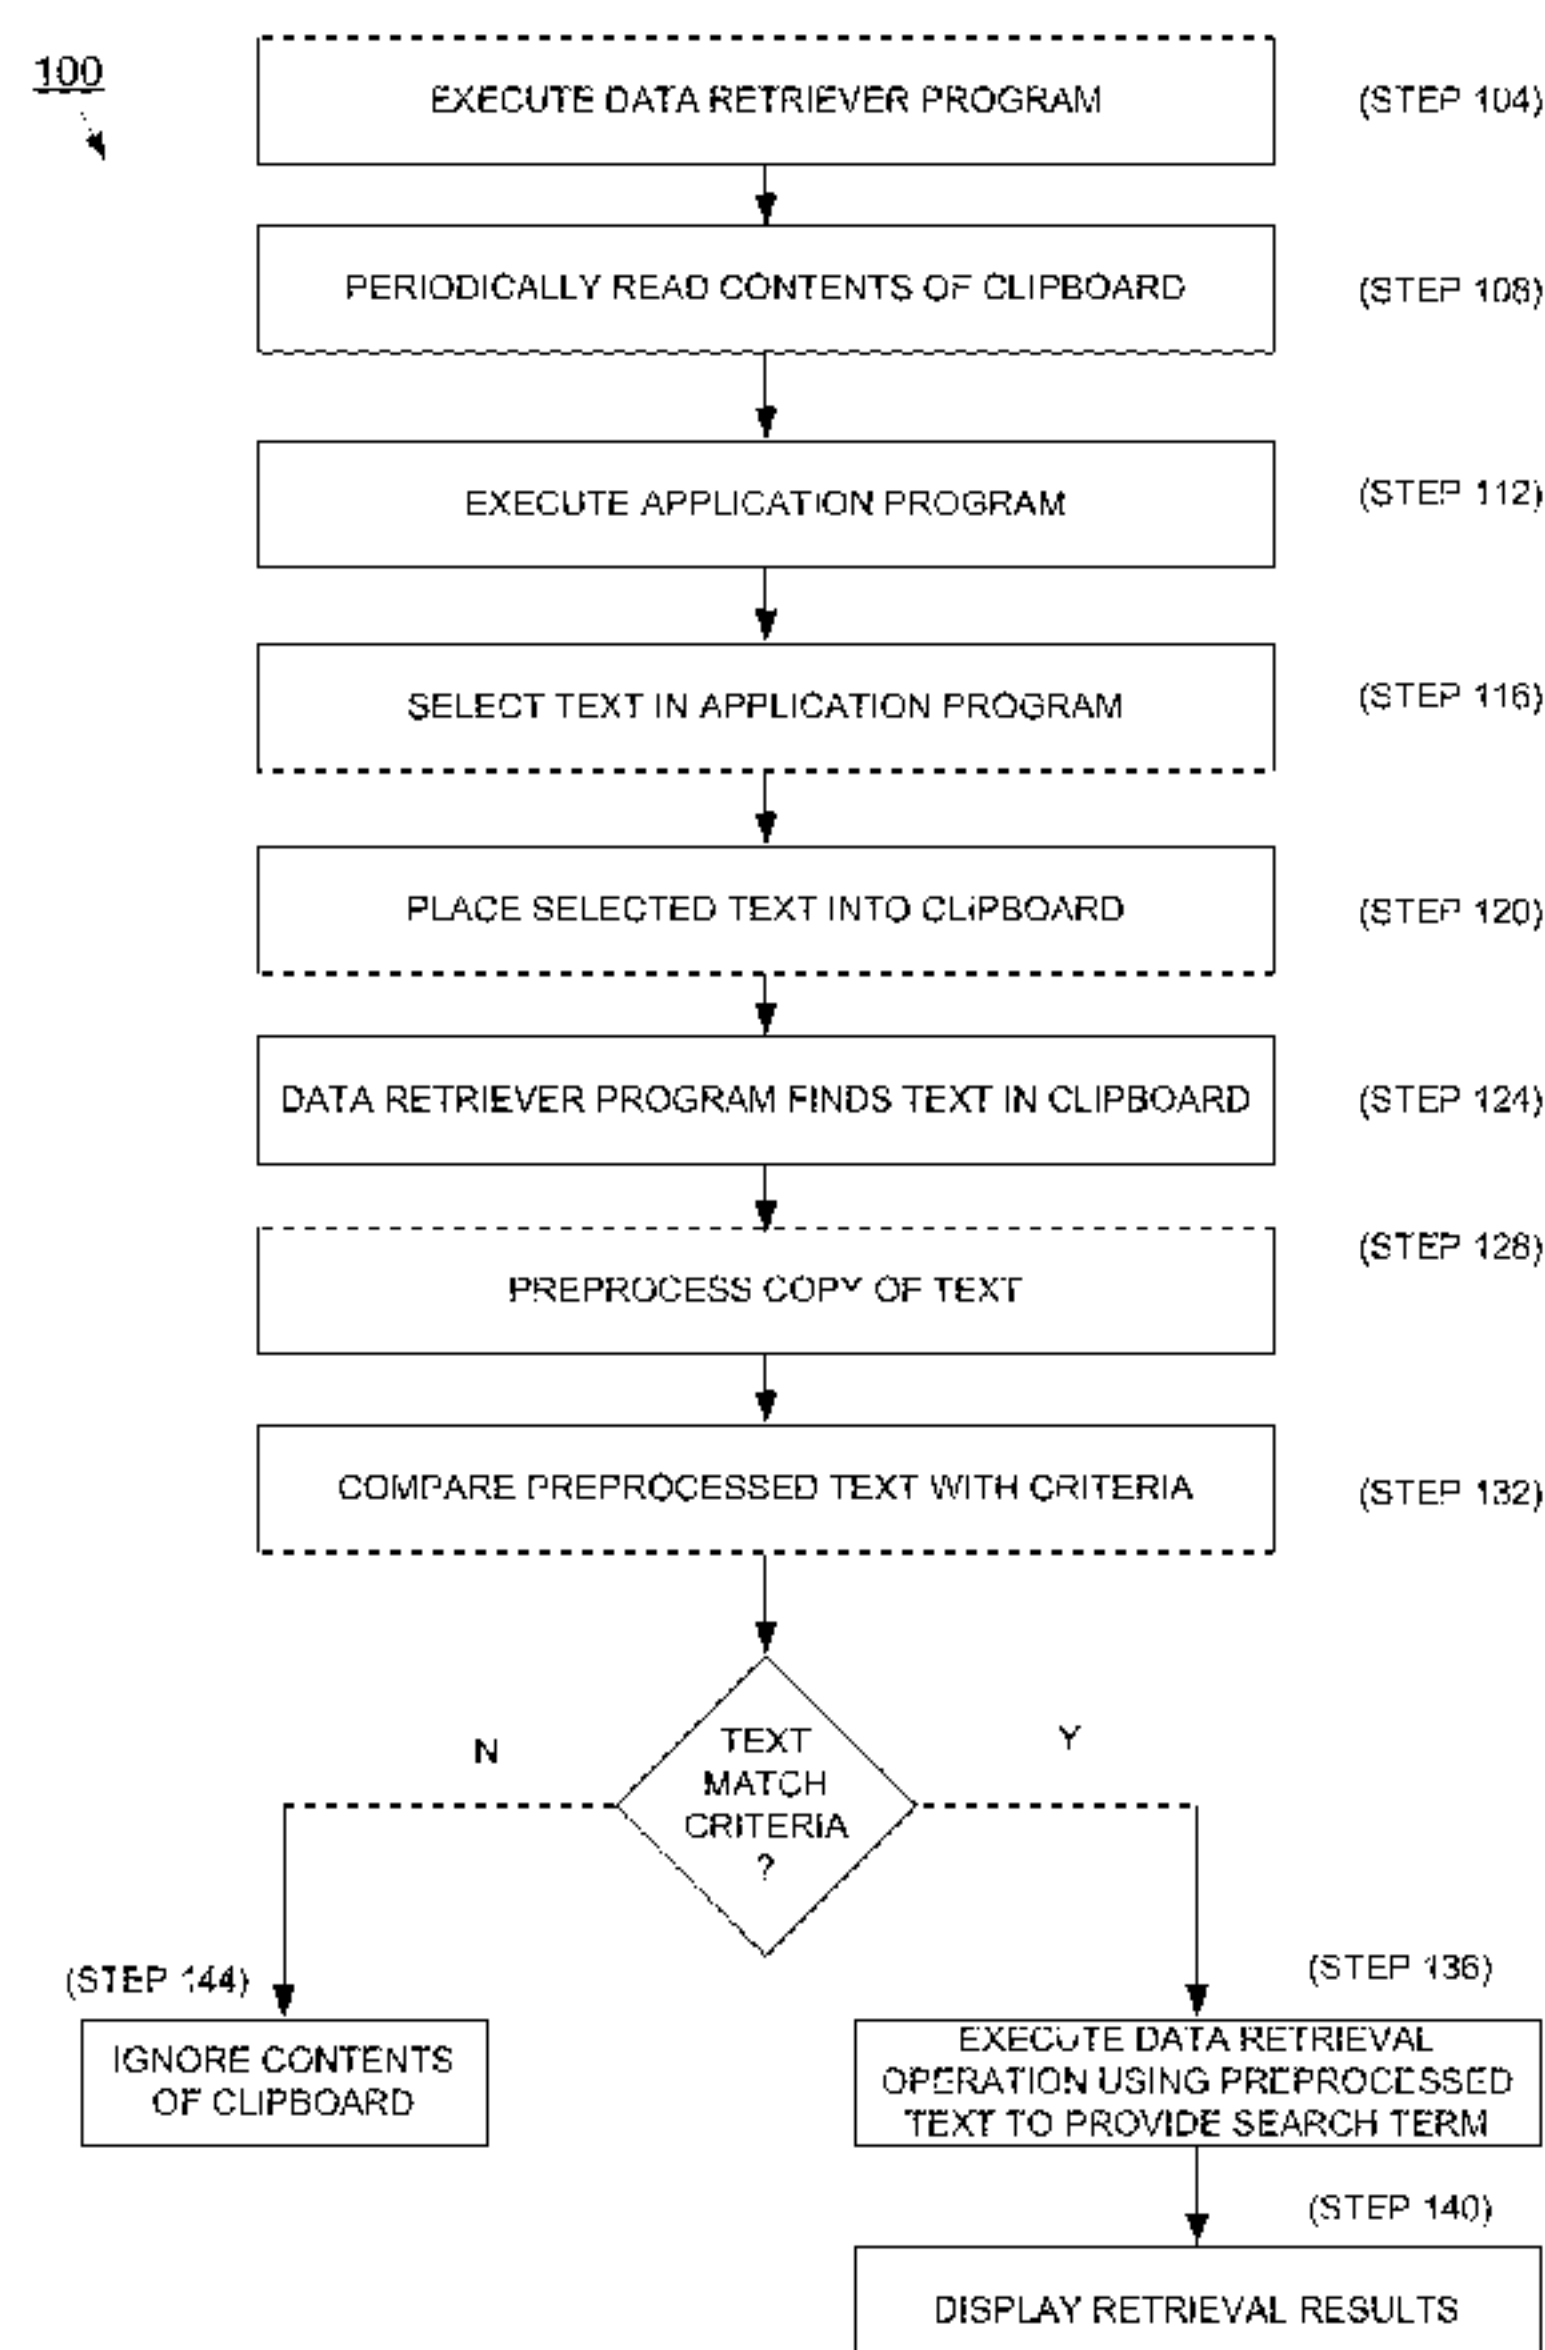 100
EXECUTE DATA RETRIEVER PROGRAM
(STEP 104)
PERIODICALLY READ CONTENTS OF CLIPBOARD
(STEP 108)
EXECUTE APPLICATION PROGRAM
(STEP 112)
SELECT TEXT IN APPLICATION PROGRAM
(STEP 116)
PLACE SELECTED TEXT INTO CLIPBOARD
(STEP 120)
DATA RETRIEVER PROGRAM FINDS TEXT IN CLIPBOARD
(STEP 124)
PREPROCESS COPY OF TEXT
(STEP 128)
COMPARE PREPROCESSED TEXT WITH CRITERIA
(STEP 132)
TEXT
MATCH
CRITERIA
?
N
Y
(STEP 144)
IGNORE CONTENTS
OF CLIPBOARD
(STEP 136)
EXECUTE DATA RETRIEVAL
OPERATION USING PREPROCESSED
TEXT TO PROVIDE SEARCH TERM
(STEP 140)
DISPLAY RETRIEVAL RESULTS